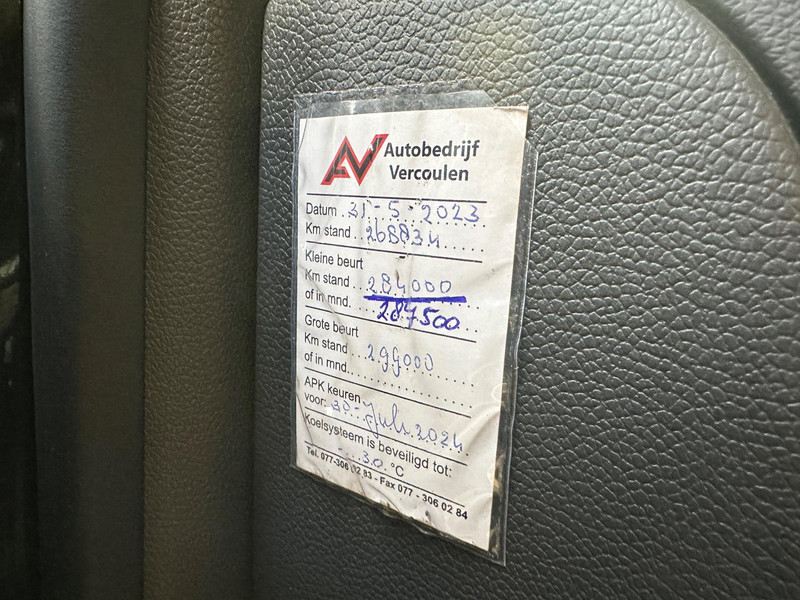 AV Autobedrijf
Vercoulen
Datum 31-5-2023
Km stand 268834
Kleine beurt
Km stand 284000
of in mnd. 287500
Grote beurt
Km stand 299000
of in mnd.
APK keuren
voor: 30-Juli 2024
Koelsysteem is beveiligd tot:
-30 °C
Tel. 077-306 02 83 - Fax 077 - 306 02 84